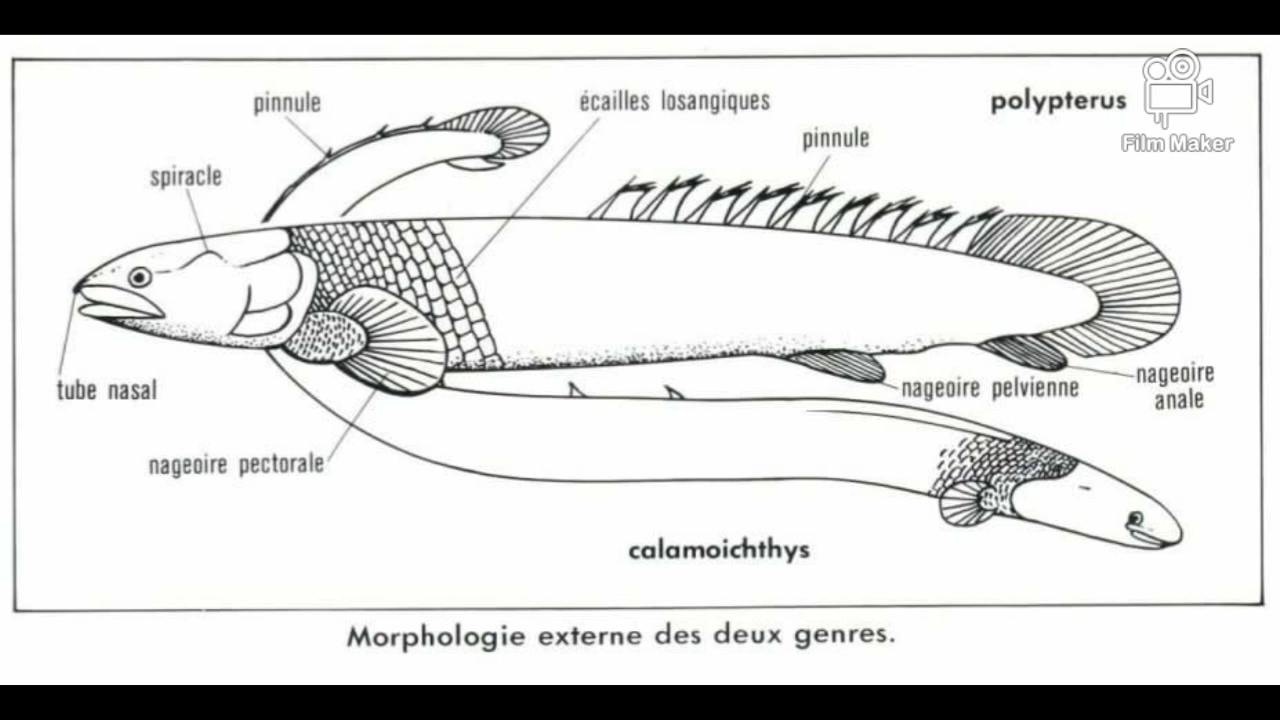 pinnule
écailles losangiques
polypterus
Film Maker
pinnule
spiracle
tube nasal
nageoire pelvienne
nageoire
anale
nageoire pectorale
calamoichthys
Morphologie externe des deux genres.